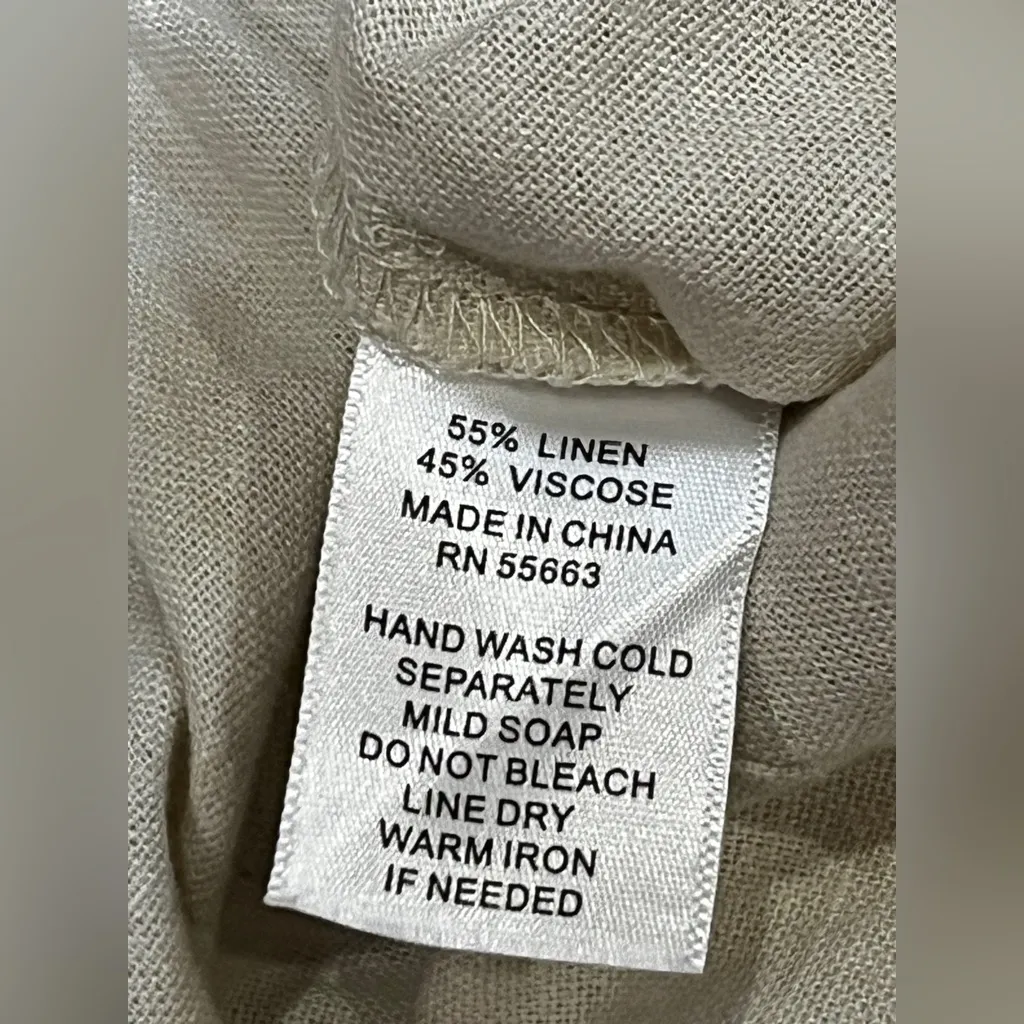 55% LINEN
45% VISCOSE
MADE IN CHINA
RN 55663
HAND WASH COLD
SEPARATELY
MILD SOAP
DO NOT BLEACH
LINE DRY
WARM IRON
IF NEEDED